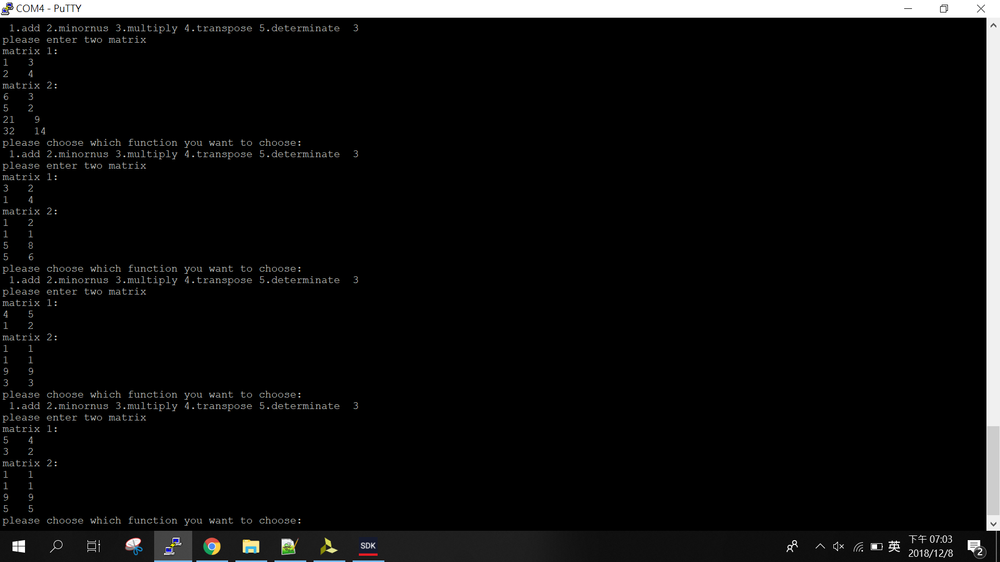 COM4 - PuTTY
1.add 2.minornus 3.multiply 4.transpose 5.determinate  3
please enter two matrix
matrix 1:
1   3
2   4
matrix 2:
6   3
5   2
21   9
32   14
please choose which function you want to choose:
1.add 2.minornus 3.multiply 4.transpose 5.determinate  3
please enter two matrix
matrix 1:
3   2
1   4
matrix 2:
1   2
1   1
5   8
5   6
please choose which function you want to choose:
1.add 2.minornus 3.multiply 4.transpose 5.determinate  3
please enter two matrix
matrix 1:
4   5
1   2
matrix 2:
1   1
1   1
9   9
3   3
please choose which function you want to choose:
1.add 2.minornus 3.multiply 4.transpose 5.determinate  3
please enter two matrix
matrix 1:
5   4
3   2
matrix 2:
1   1
1   1
9   9
5   5
please choose which function you want to choose:
SDK
英
下午 07:03
2018/12/8
2